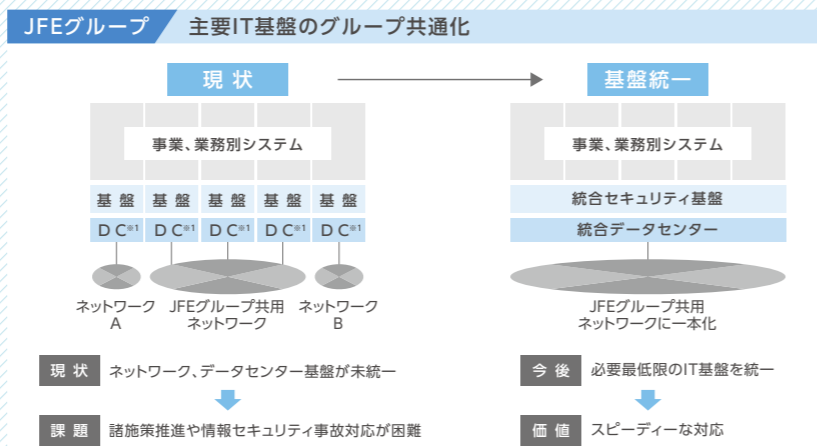 JFEグループ 主要IT基盤のグループ共通化
現状
基盤統一
事業、業務別システム
基盤 基盤 基盤 基盤 基盤
DC※1 DC※1 DC※1 DC※1 DC※1
ネットワーク
A
JFEグループ共用
ネットワーク
ネットワーク
B
事業、業務別システム
統合セキュリティ基盤
統合データセンター
JFEグループ共用
ネットワークに一本化
現状 ネットワーク、データセンター基盤が未統一
課題 諸施策推進や情報セキュリティ事故対応が困難
今後 必要最低限のIT基盤を統一
価値 スピーディーな対応